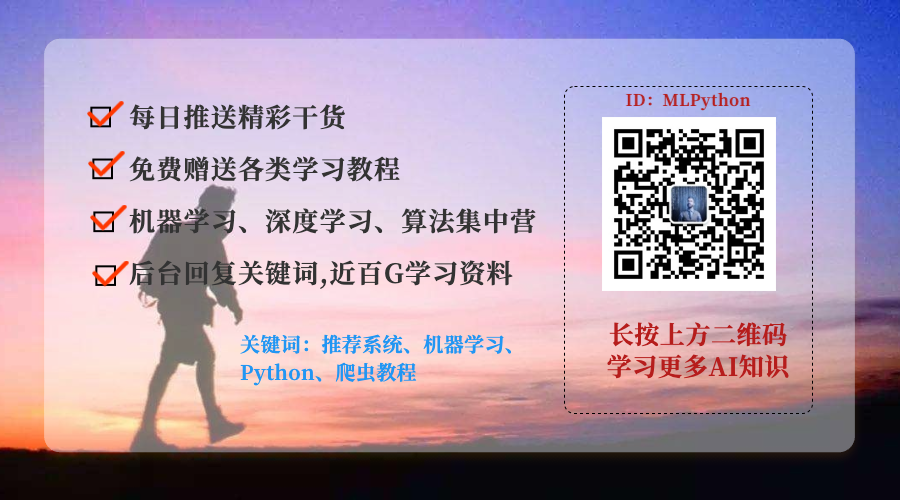 每日推送精彩干货
免费赠送各类学习教程
机器学习、深度学习、算法集中营
后台回复关键词,近百G学习资料
关键词：推荐系统、机器学习、
Python、爬虫教程
ID：MLPython
长按上方二维码
学习更多AI知识